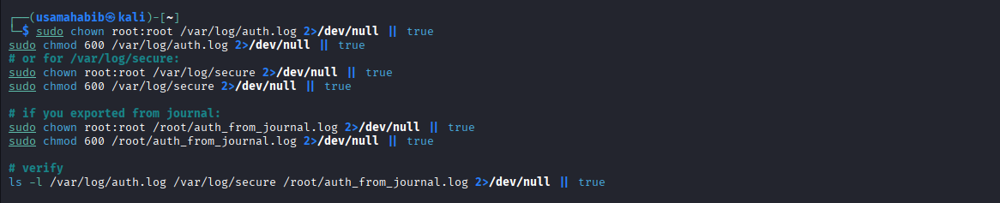 ┌──(usamahabib㉿kali)-[~]
└─$ sudo chown root:root /var/log/auth.log 2>/dev/null || true
sudo chmod 600 /var/log/auth.log 2>/dev/null || true
# or for /var/log/secure:
sudo chown root:root /var/log/secure 2>/dev/null || true
sudo chmod 600 /var/log/secure 2>/dev/null || true
# if you exported from journal:
sudo chown root:root /root/auth_from_journal.log 2>/dev/null || true
sudo chmod 600 /root/auth_from_journal.log 2>/dev/null || true
# verify
ls -l /var/log/auth.log /var/log/secure /root/auth_from_journal.log 2>/dev/null || true